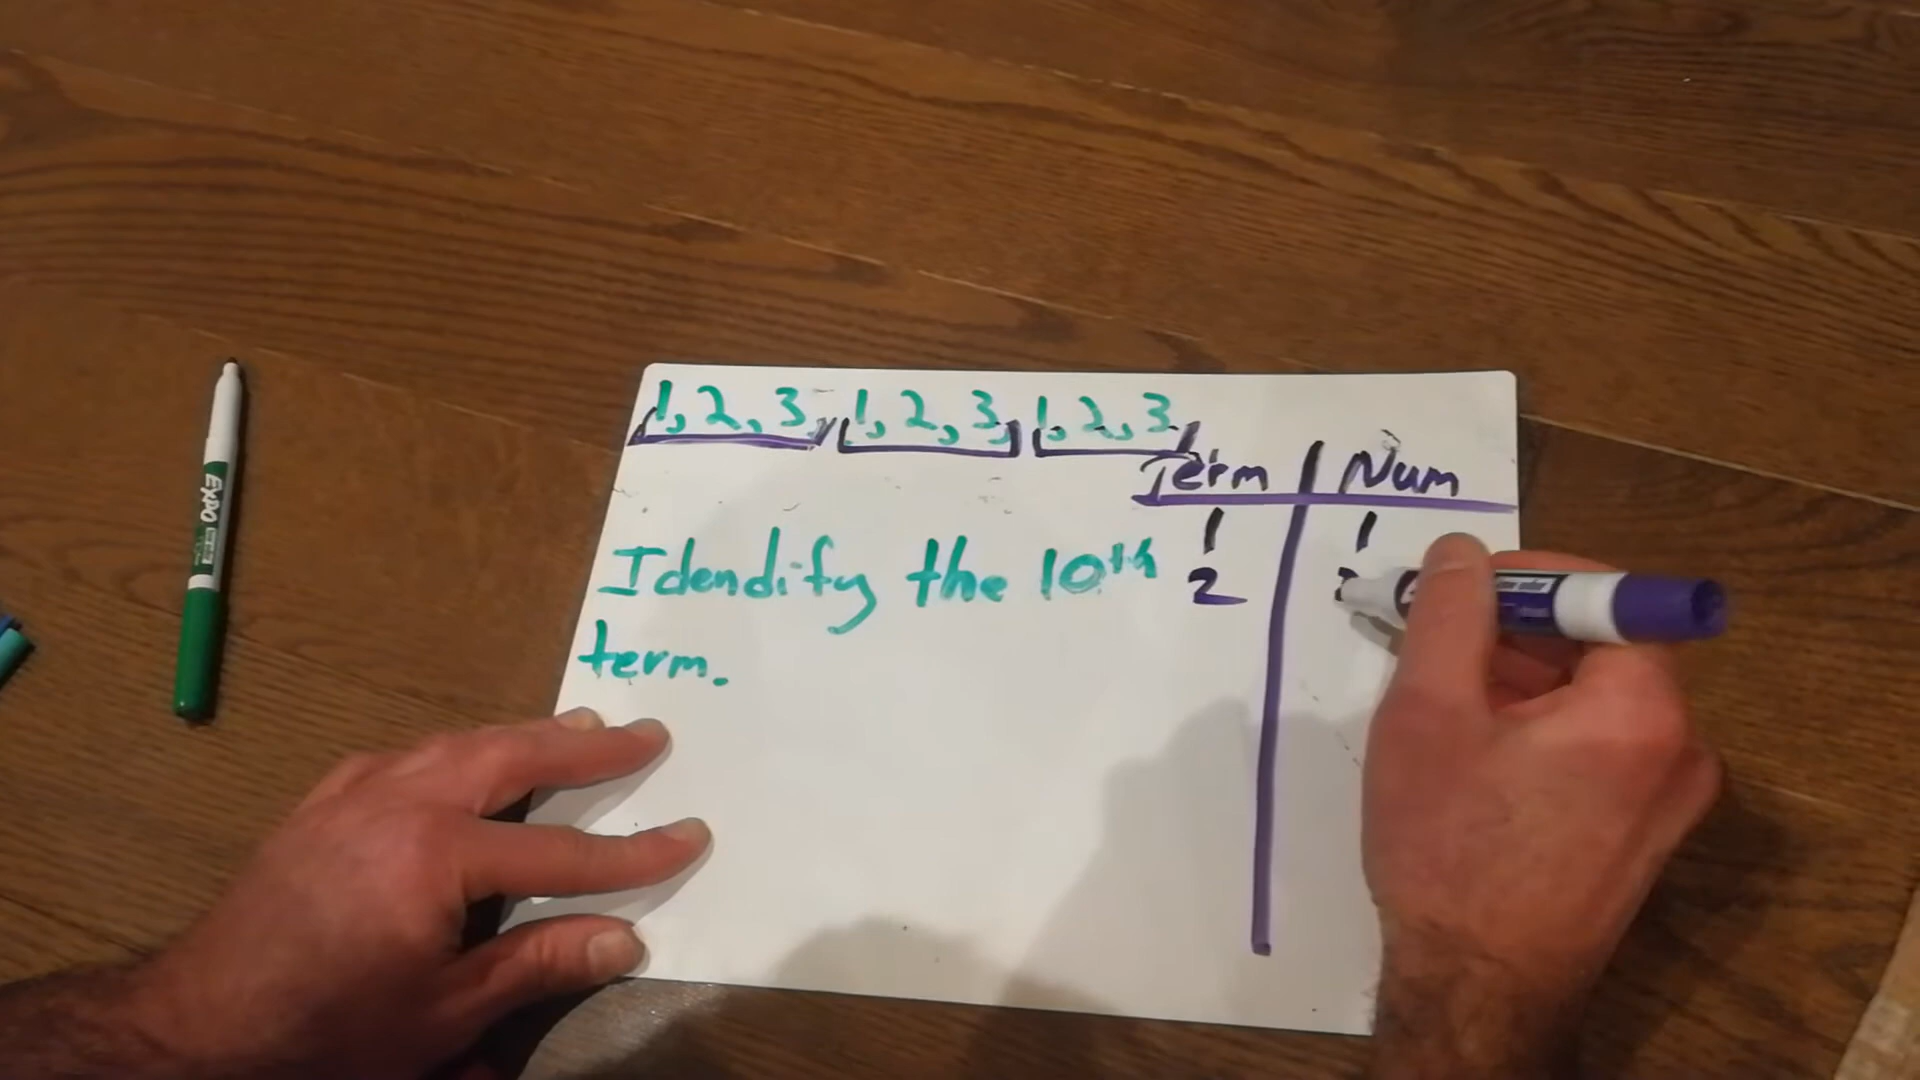 1, 2, 3, 1, 2, 3, 1, 2, 3
Term Num
1 1
2
Idendify the 10th
term.
EXPO